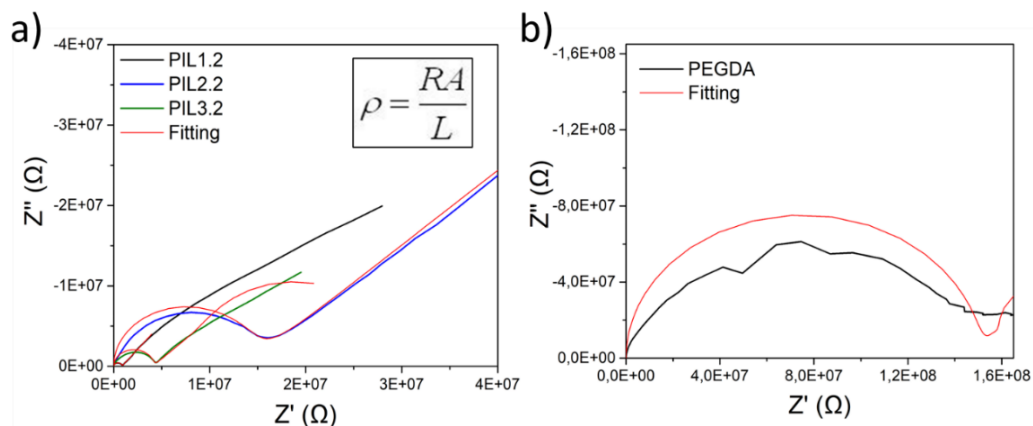 a)
-4E+07
-3E+07
-2E+07
-1E+07
0E+00
Z'' (Ω)
PIL1.2
PIL2.2
PIL3.2
Fitting
ρ = RA / L
0E+00 1E+07 2E+07 3E+07 4E+07
Z' (Ω)
b)
-1,6E+08
-1,2E+08
-8,0E+07
-4,0E+07
0,0E+00
Z'' (Ω)
PEGDA
Fitting
0,0E+00 4,0E+07 8,0E+07 1,2E+08 1,6E+08
Z' (Ω)